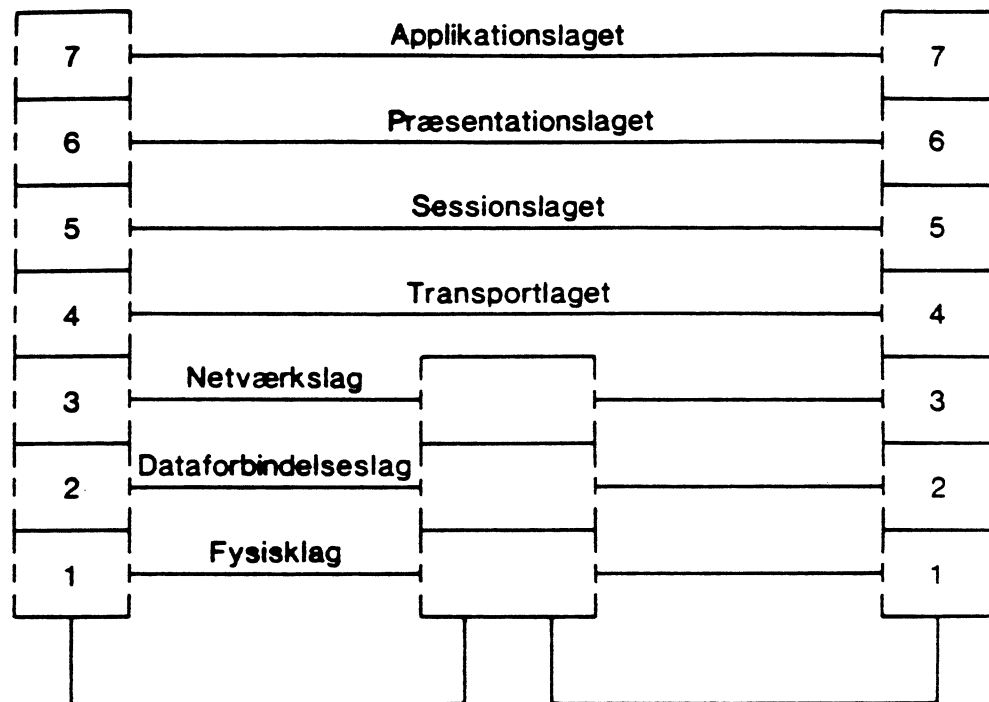 7 Applikationslaget 7
6 Præsentationslaget 6
5 Sessionslaget 5
4 Transportlaget 4
3 Netværkslag 3
2 Dataforbindelseslag 2
1 Fysisklag 1